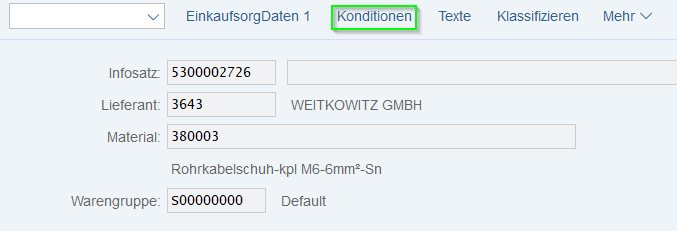 EinkaufsorgDaten 1 Konditionen Texte Klassifizieren Mehr
Infosatz: 5300002726
Lieferant: 3643 WEITKOWITZ GMBH
Material: 380003
Rohrkabelschuh-kpl M6-6mm²-Sn
Warengruppe: S00000000 Default